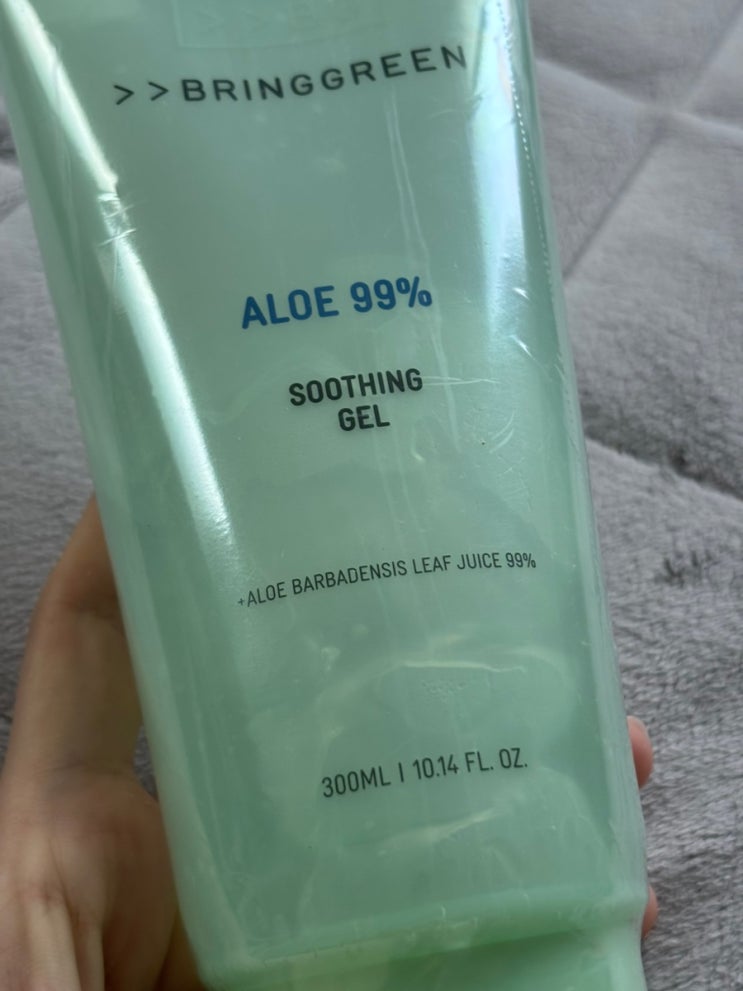 >>BRINGGREEN
ALOE 99%
SOOTHING
GEL
+ALOE BARBADENSIS LEAF JUICE 99%
300ML | 10.14 FL. OZ.